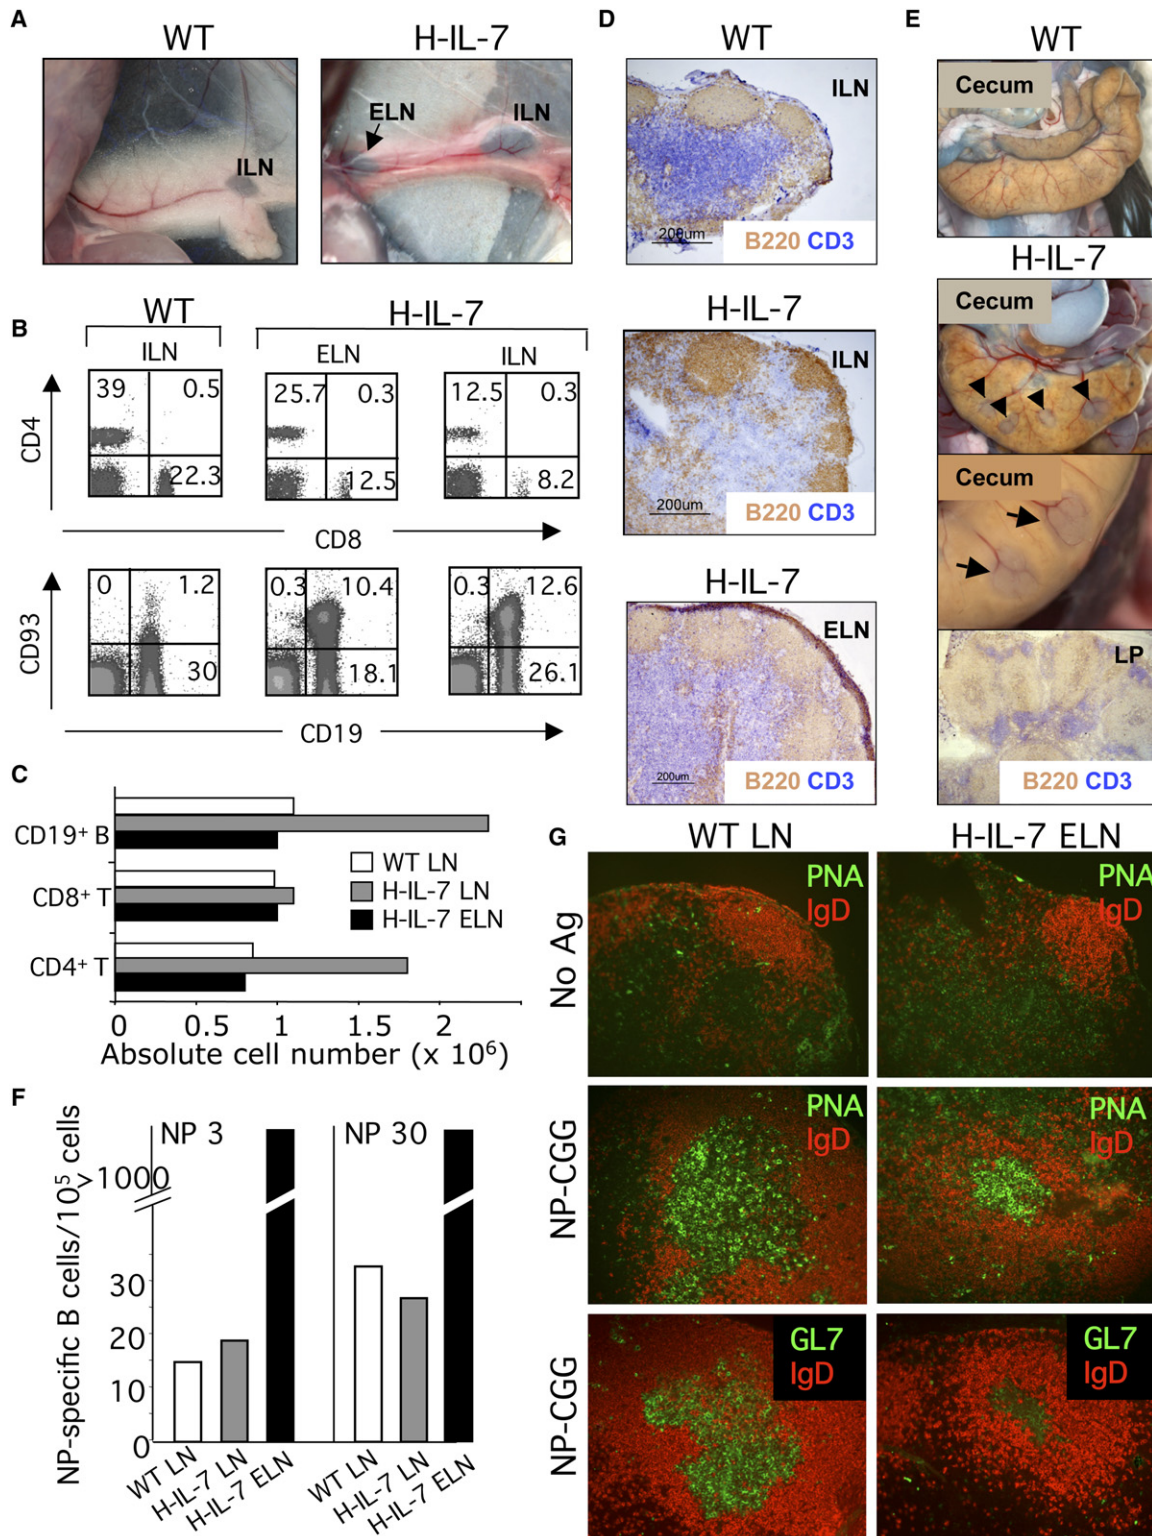 A
WT
H-IL-7
ILN
ELN
ILN
B
WT
H-IL-7
ILN
ELN
ILN
CD4
39
0.5
22.3
25.7
0.3
12.5
12.5
0.3
8.2
CD8
CD93
0
1.2
30
0.3
10.4
18.1
0.3
12.6
26.1
CD19
C
CD19+ B
CD8+ T
CD4+ T
WT LN
H-IL-7 LN
H-IL-7 ELN
0 0.5 1 1.5 2
Absolute cell number (x 10⁶)
D
WT
ILN
200um
B220 CD3
H-IL-7
ILN
200um
B220 CD3
H-IL-7
ELN
200um
B220 CD3
E
WT
Cecum
H-IL-7
Cecum
Cecum
LP
B220 CD3
F
NP-specific B cells/10⁵ cells
NP 3
NP 30
>1000
30
20
10
0
WT LN
H-IL-7 LN
H-IL-7 ELN
WT LN
H-IL-7 LN
H-IL-7 ELN
G
WT LN
H-IL-7 ELN
No Ag
PNA
IgD
PNA
IgD
NP-CGG
PNA
IgD
PNA
IgD
NP-CGG
GL7
IgD
GL7
IgD